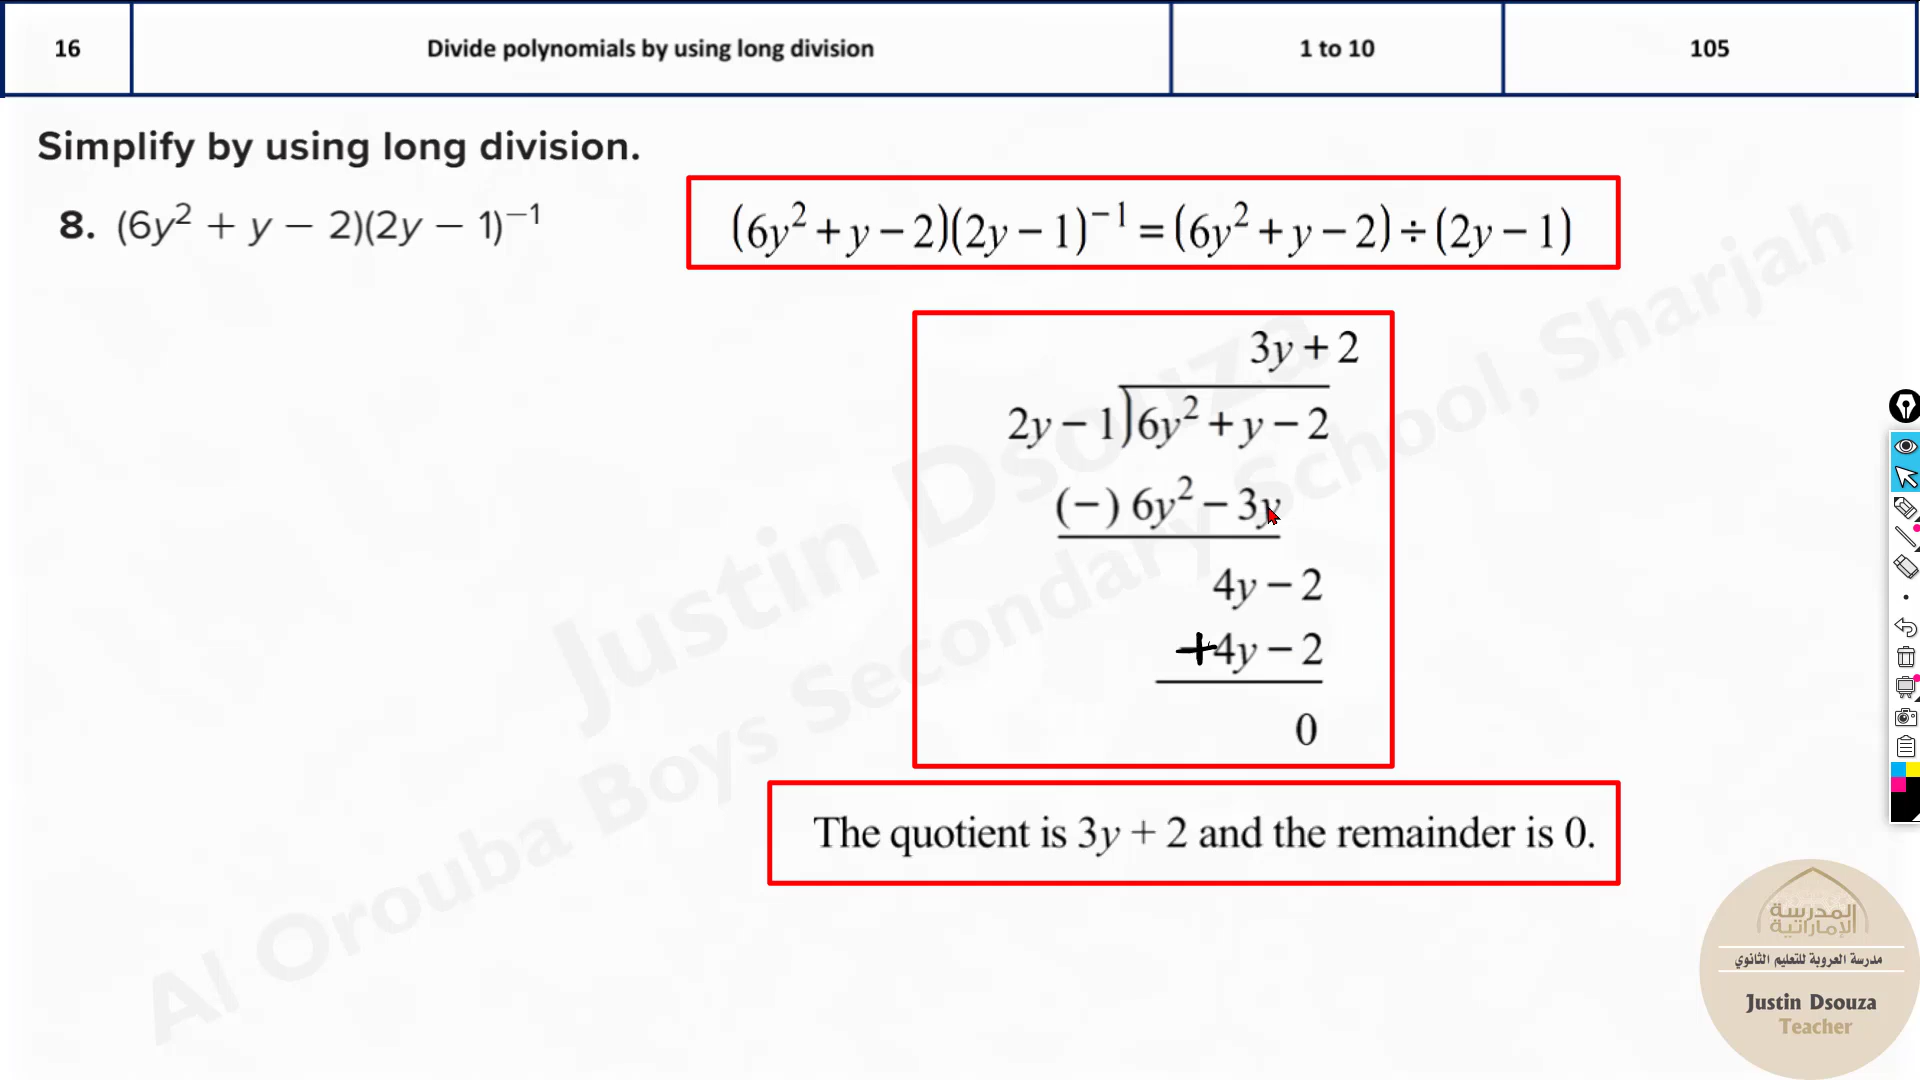 16 Divide polynomials by using long division 1 to 10 105
Simplify by using long division.
8. (6y² + y − 2)(2y − 1)⁻¹
(6y² + y − 2)(2y − 1)⁻¹ = (6y² + y − 2) ÷ (2y − 1)
3y + 2
2y − 1)6y² + y − 2
(−) 6y² − 3y
4y − 2
+4y − 2
0
The quotient is 3y + 2 and the remainder is 0.
Justin Dsouza
Al Orouba Boys Secondary School, Sharjah
المدرسة
الإماراتية
مدرسة العروبة للتعليم الثانوي
Justin Dsouza
Teacher